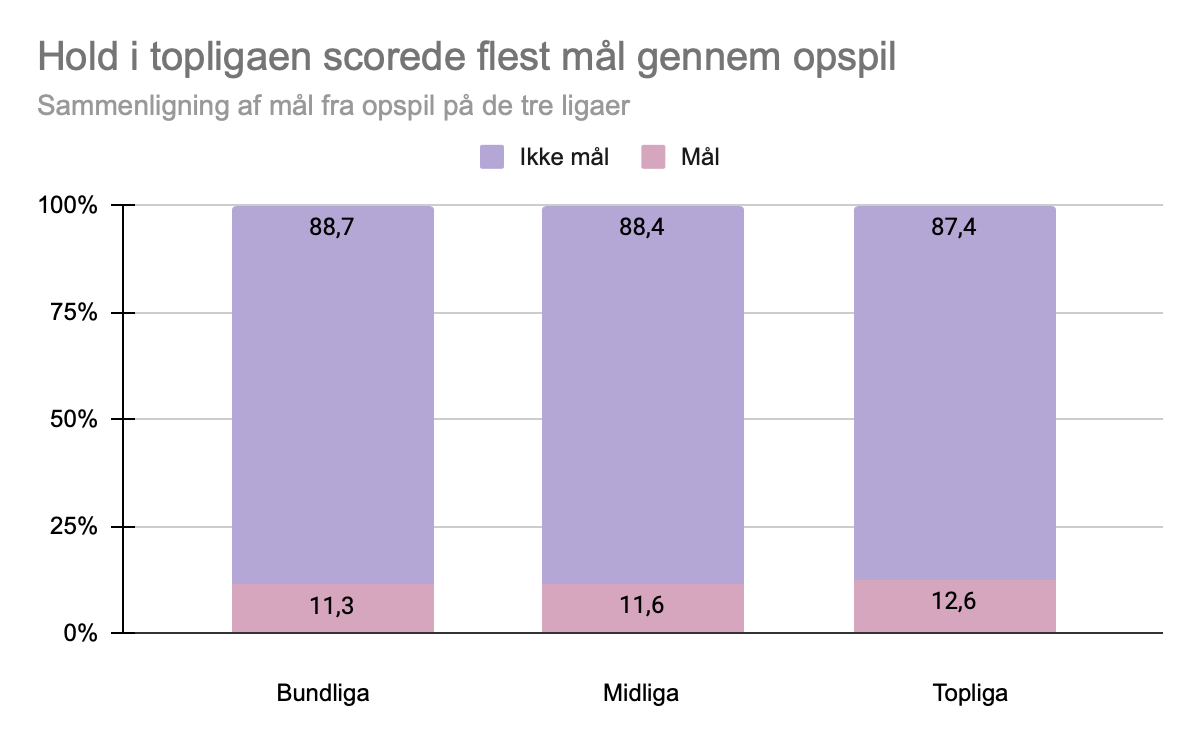 Hold i topligaen scorede flest mål gennem opspil
Sammenligning af mål fra opspil på de tre ligaer
Ikke mål Mål
100%
88,7 88,4 87,4
75%
50%
25%
11,3 11,6 12,6
0%
Bundliga Midliga Topliga